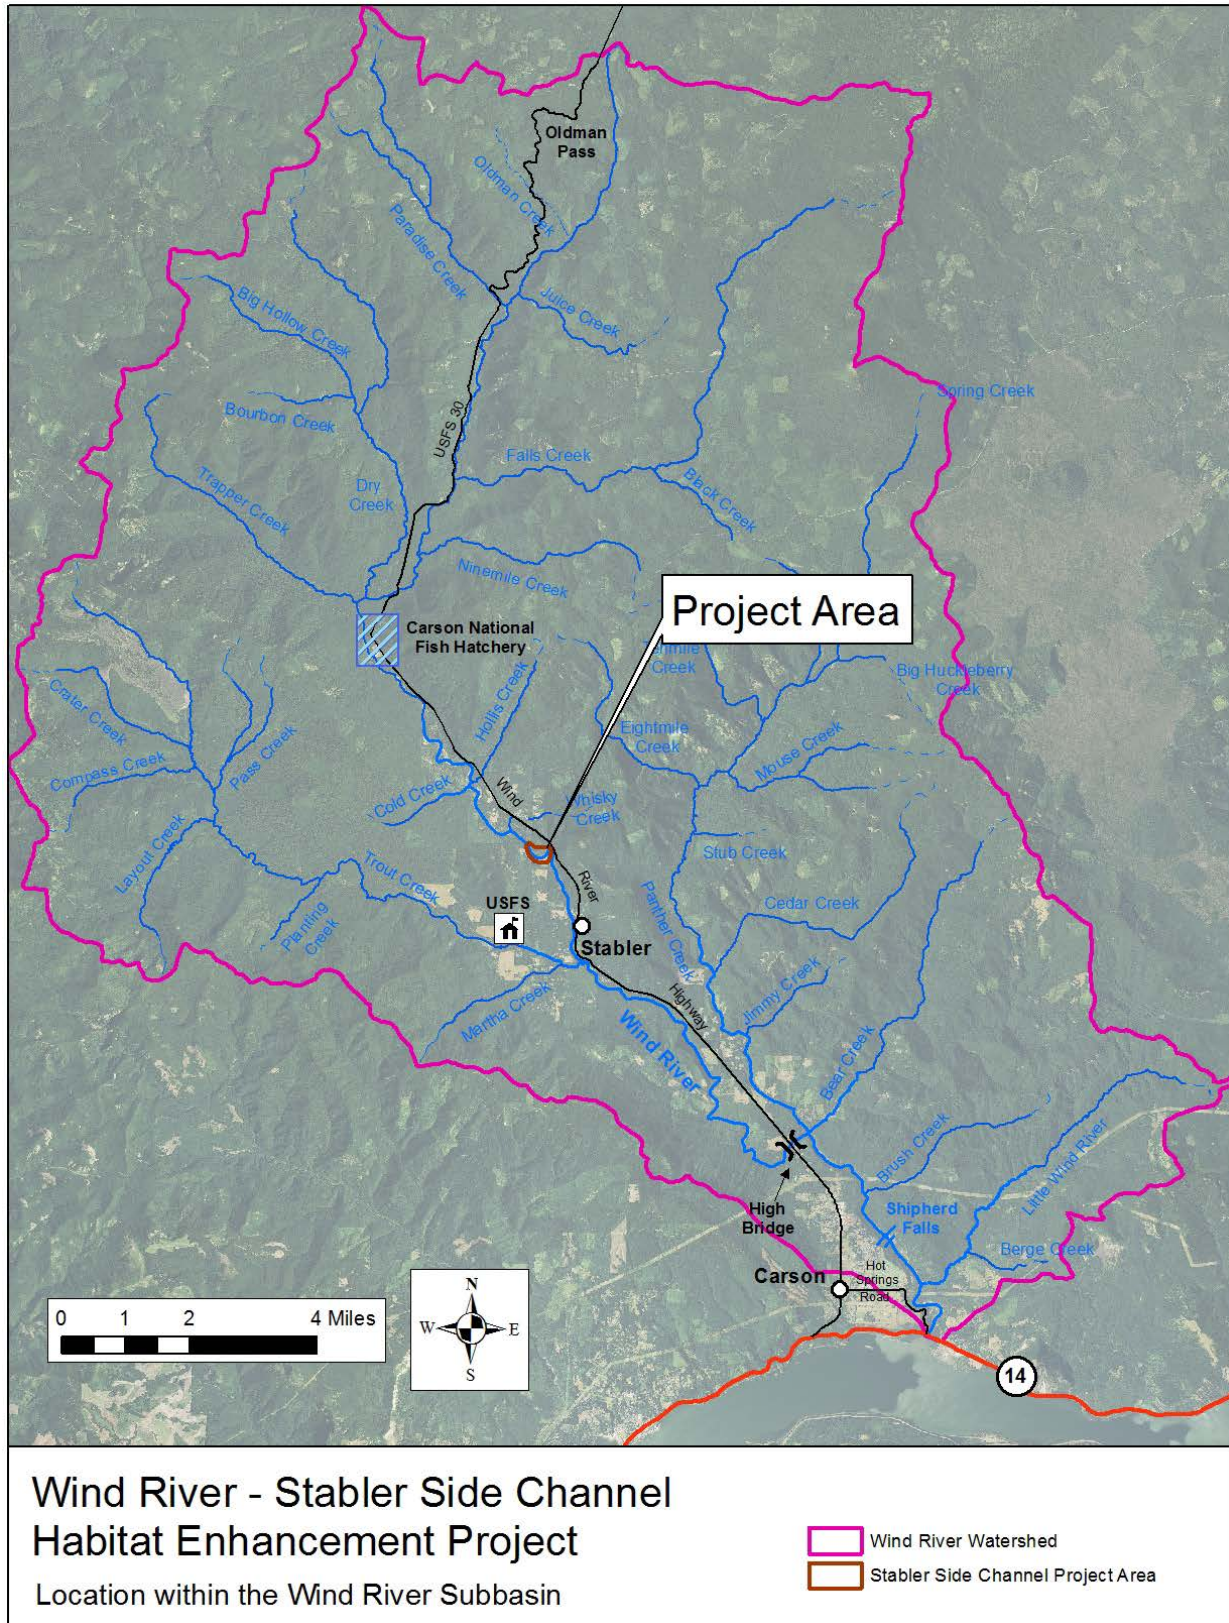 Oldman
Pass
Oldman Creek
Paradise Creek
Juice Creek
Big Hollow Creek
Spring Creek
Bourbon Creek
USFS 30
Falls Creek
Trapper Creek
Dry
Creek
Black Creek
Ninemile Creek
Project Area
Carson National
Fish Hatchery
Creek
Hollis Creek
Big Huckleberry
Creek
Crater Creek
Pass Creek
Eightmile
Creek
Mouse Creek
Compass Creek
Cold Creek
Wind
Whisky
Creek
Layout Creek
Trout Creek
Stub Creek
River
Panther Creek
Cedar Creek
USFS
Planting
Creek
Stabler
Martha Creek
Highway
Jimmy Creek
Wind River
Bear Creek
Brush Creek
Little Wind River
High
Bridge
Shipherd
Falls
Berge Creek
Carson
Hot
Springs
Road
0 1 2 4 Miles
N
W E
S
14
Wind River - Stabler Side Channel
Habitat Enhancement Project
Location within the Wind River Subbasin
Wind River Watershed
Stabler Side Channel Project Area